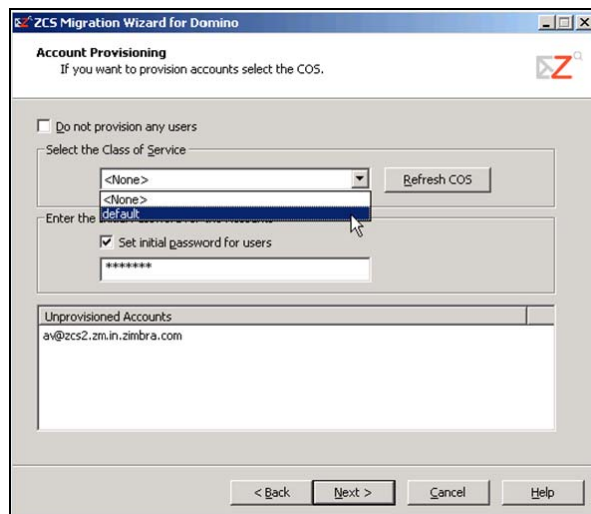 ZCS Migration Wizard for Domino
Account Provisioning
If you want to provision accounts select the COS.
Do not provision any users
Select the Class of Service
<None>
Refresh COS
<None>
default
Enter the
Set initial password for users
*******
Unprovisioned Accounts
av@zcs2.zm.in.zimbra.com
< Back
Next >
Cancel
Help